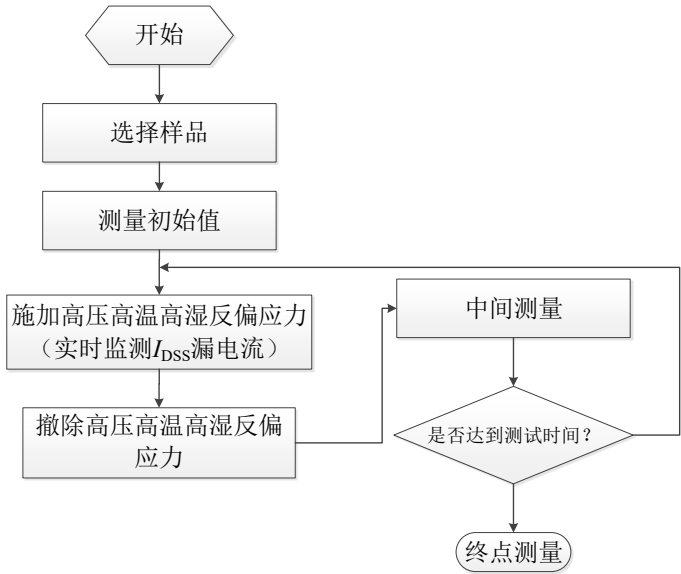 开始
选择样品
测量初始值
施加高压高温高湿反偏应力
（实时监测IDSS漏电流）
撤除高压高温高湿反偏
应力
中间测量
是否达到测试时间？
终点测量